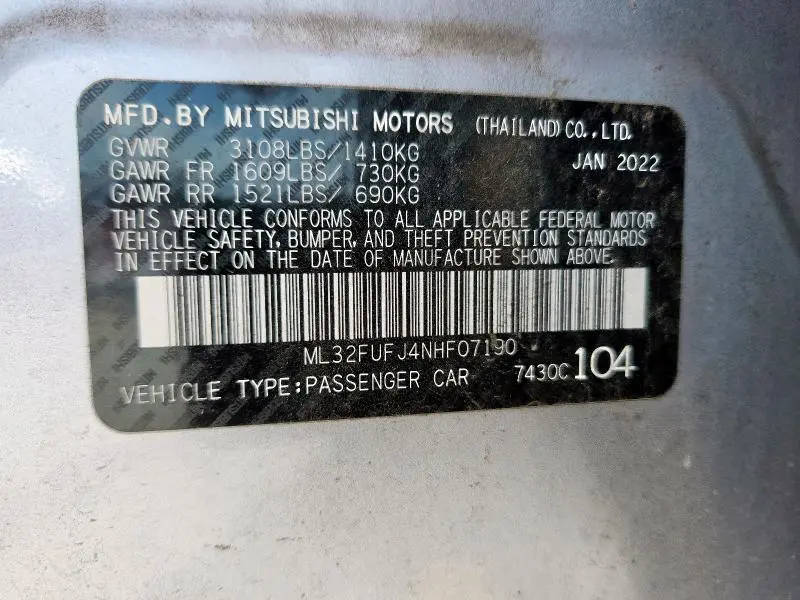 MFD.BY MITSUBISHI MOTORS (THAILAND) CO.,LTD.
GVWR 3108LBS/1410KG JAN 2022
GAWR FR 1609LBS/ 730KG
GAWR RR 1521LBS/ 690KG
THIS VEHICLE CONFORMS TO ALL APPLICABLE FEDERAL MOTOR
VEHICLE SAFETY, BUMPER, AND THEFT PREVENTION STANDARDS
IN EFFECT ON THE DATE OF MANUFACTURE SHOWN ABOVE.
ML32FUFJ4NHF07190
VEHICLE TYPE:PASSENGER CAR 7430C 104